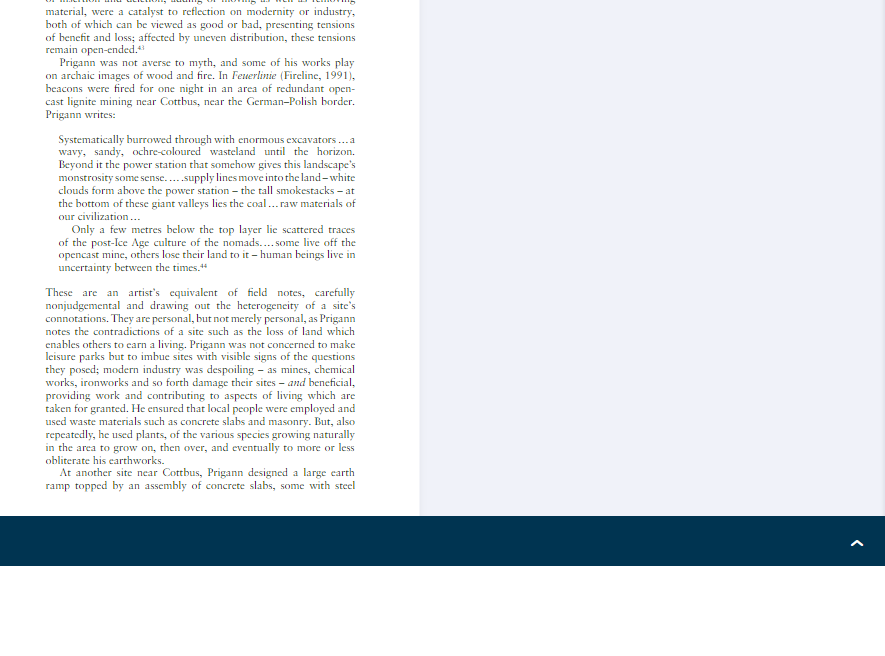 of insertion and deletion, adding or moving as well as removing
material, were a catalyst to reflection on modernity or industry,
both of which can be viewed as good or bad, presenting tensions
of benefit and loss; affected by uneven distribution, these tensions
remain open-ended.⁴³
Prigann was not averse to myth, and some of his works play
on archaic images of wood and fire. In Feuerlinie (Fireline, 1991),
beacons were fired for one night in an area of redundant open-
cast lignite mining near Cottbus, near the German–Polish border.
Prigann writes:
Systematically burrowed through with enormous excavators … a
wavy, sandy, ochre-coloured wasteland until the horizon.
Beyond it the power station that somehow gives this landscape's
monstrosity some sense. … .supply lines move into the land – white
clouds form above the power station – the tall smokestacks – at
the bottom of these giant valleys lies the coal … raw materials of
our civilization …
Only a few metres below the top layer lie scattered traces
of the post-Ice Age culture of the nomads.… some live off the
opencast mine, others lose their land to it – human beings live in
uncertainty between the times.⁴⁴
These are an artist's equivalent of field notes, carefully
nonjudgemental and drawing out the heterogeneity of a site's
connotations. They are personal, but not merely personal, as Prigann
notes the contradictions of a site such as the loss of land which
enables others to earn a living. Prigann was not concerned to make
leisure parks but to imbue sites with visible signs of the questions
they posed; modern industry was despoiling – as mines, chemical
works, ironworks and so forth damage their sites – and beneficial,
providing work and contributing to aspects of living which are
taken for granted. He ensured that local people were employed and
used waste materials such as concrete slabs and masonry. But, also
repeatedly, he used plants, of the various species growing naturally
in the area to grow on, then over, and eventually to more or less
obliterate his earthworks.
At another site near Cottbus, Prigann designed a large earth
ramp topped by an assembly of concrete slabs, some with steel